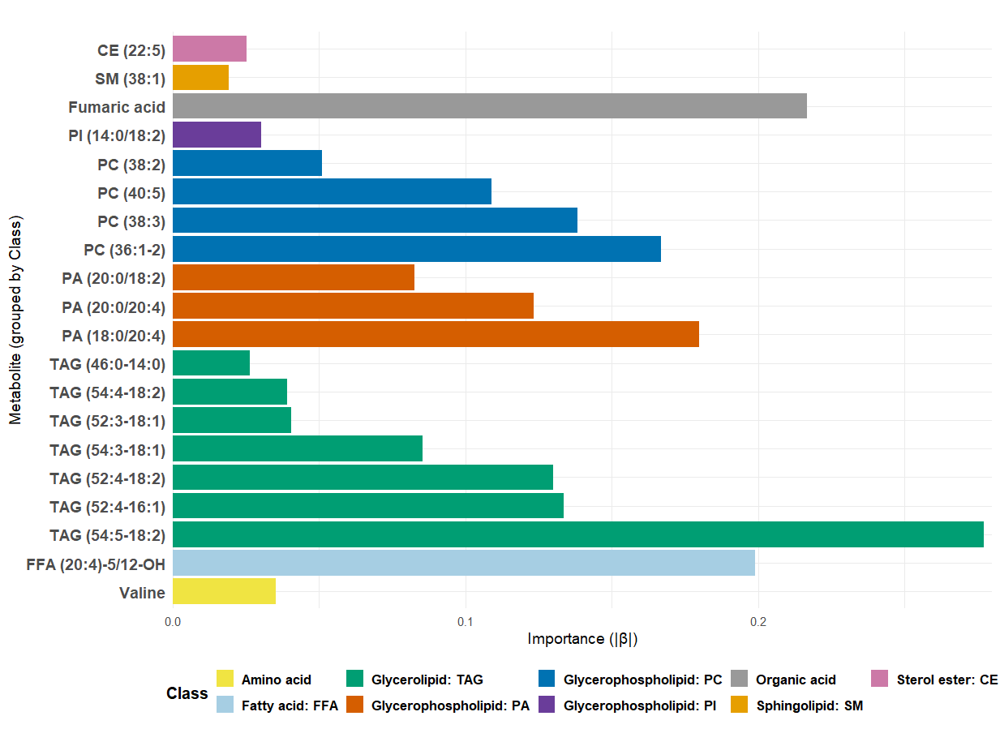 CE (22:5)
SM (38:1)
Fumaric acid
PI (14:0/18:2)
PC (38:2)
PC (40:5)
PC (38:3)
PC (36:1-2)
PA (20:0/18:2)
PA (20:0/20:4)
PA (18:0/20:4)
TAG (46:0-14:0)
TAG (54:4-18:2)
TAG (52:3-18:1)
TAG (54:3-18:1)
TAG (52:4-18:2)
TAG (52:4-16:1)
TAG (54:5-18:2)
FFA (20:4)-5/12-OH
Valine
Metabolite (grouped by Class)
0.0 0.1 0.2
Importance (|β|)
Class
Amino acid Glycerolipid: TAG Glycerophospholipid: PC Organic acid Sterol ester: CE
Fatty acid: FFA Glycerophospholipid: PA Glycerophospholipid: PI Sphingolipid: SM